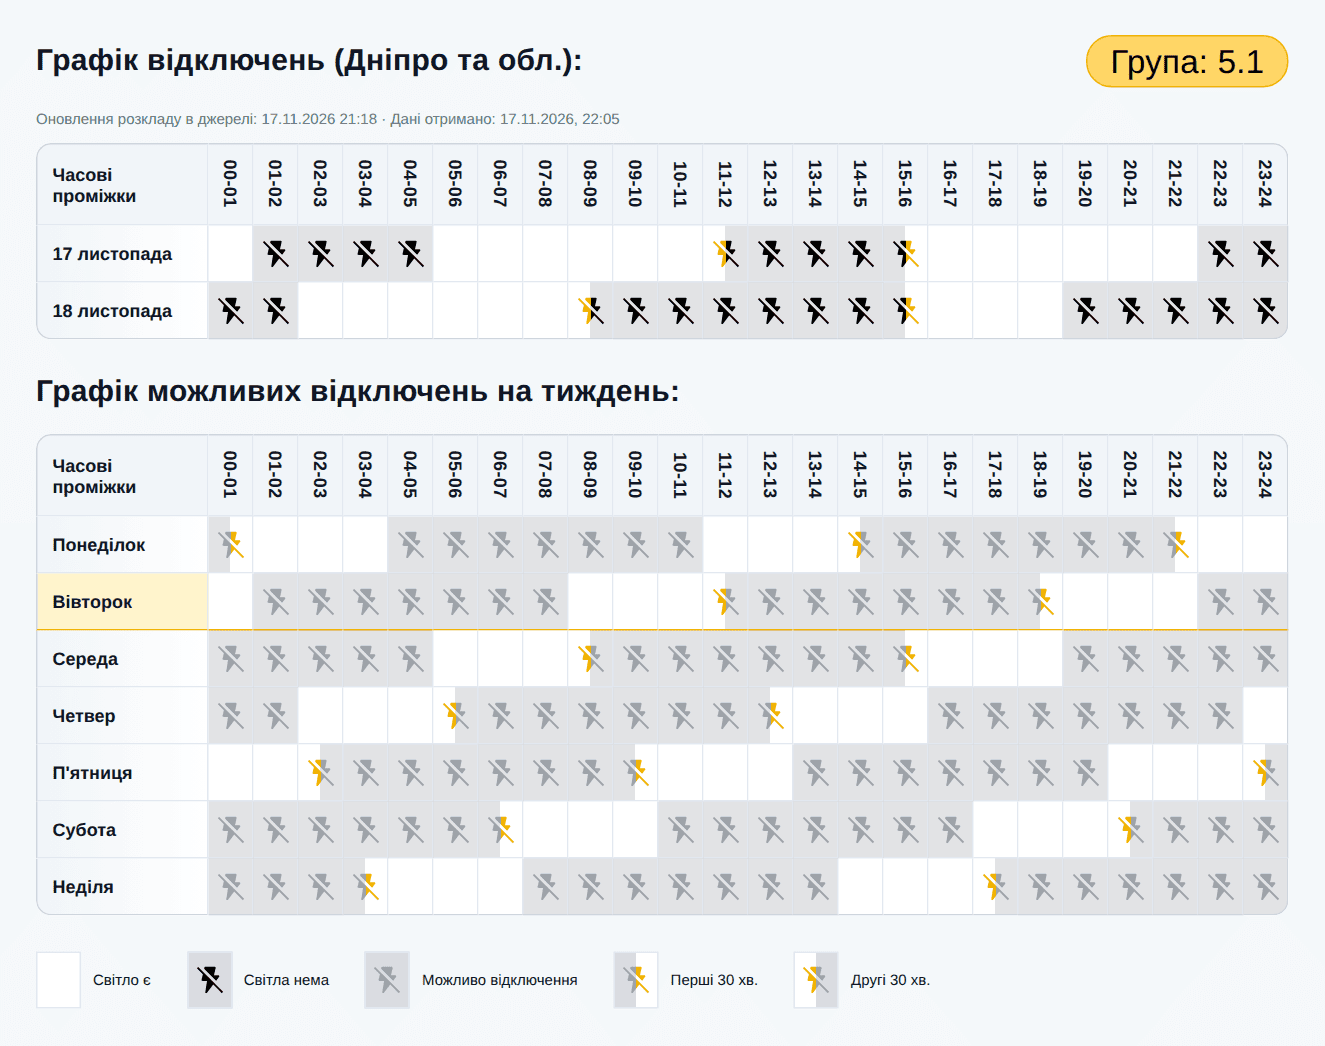 Графік відключень (Дніпро та обл.):
Група: 5.1
Оновлення розкладу в джерелі: 17.11.2026 21:18 · Дані отримано: 17.11.2026, 22:05
Часові проміжки 00-01 01-02 02-03 03-04 04-05 05-06 06-07 07-08 08-09 09-10 10-11 11-12 12-13 13-14 14-15 15-16 16-17 17-18 18-19 19-20 20-21 21-22 22-23 23-24
17 листопада
18 листопада
Графік можливих відключень на тиждень:
Часові проміжки 00-01 01-02 02-03 03-04 04-05 05-06 06-07 07-08 08-09 09-10 10-11 11-12 12-13 13-14 14-15 15-16 16-17 17-18 18-19 19-20 20-21 21-22 22-23 23-24
Понеділок
Вівторок
Середа
Четвер
П'ятниця
Субота
Неділя
Світло є Світла нема Можливо відключення Перші 30 хв. Другі 30 хв.